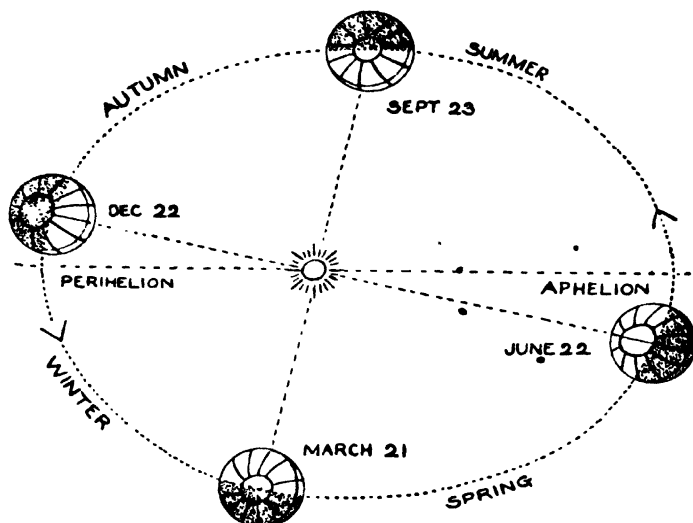 SUMMER
AUTUMN
SEPT 23
DEC 22
PERIHELION
APHELION
JUNE 22
WINTER
MARCH 21
SPRING